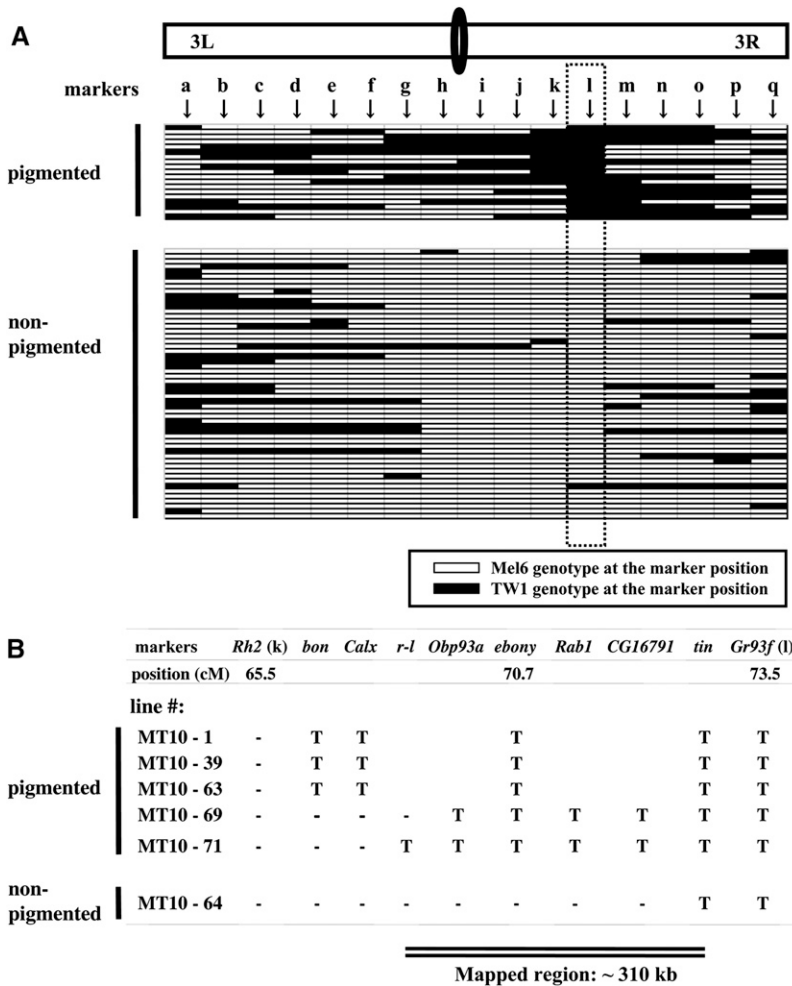 A
3L 3R
markers a b c d e f g h i j k l m n o p q
pigmented
non-
pigmented
Mel6 genotype at the marker position
TW1 genotype at the marker position
B
markers Rh2 (k) bon Calx r-l Obp93a ebony Rab1 CG16791 tin Gr93f (l)
position (cM) 65.5 70.7 73.5
line #:
pigmented
MT10 - 1 - T T T T T
MT10 - 39 - T T T T T
MT10 - 63 - T T T T T
MT10 - 69 - - - - T T T T T T
MT10 - 71 - - - T T T T T T T
non-
pigmented
MT10 - 64 - - - - - - - - T T
Mapped region: ~ 310 kb